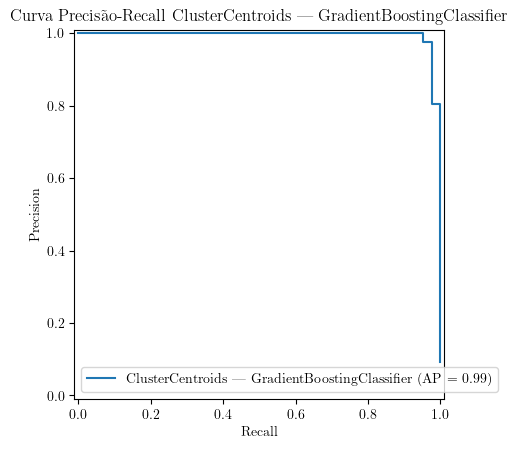 Curva Precisão-Recall ClusterCentroids — GradientBoostingClassifier
1.0
0.8
0.6
0.4
0.2
0.0
Precision
ClusterCentroids — GradientBoostingClassifier (AP = 0.99)
0.0 0.2 0.4 0.6 0.8 1.0
Recall